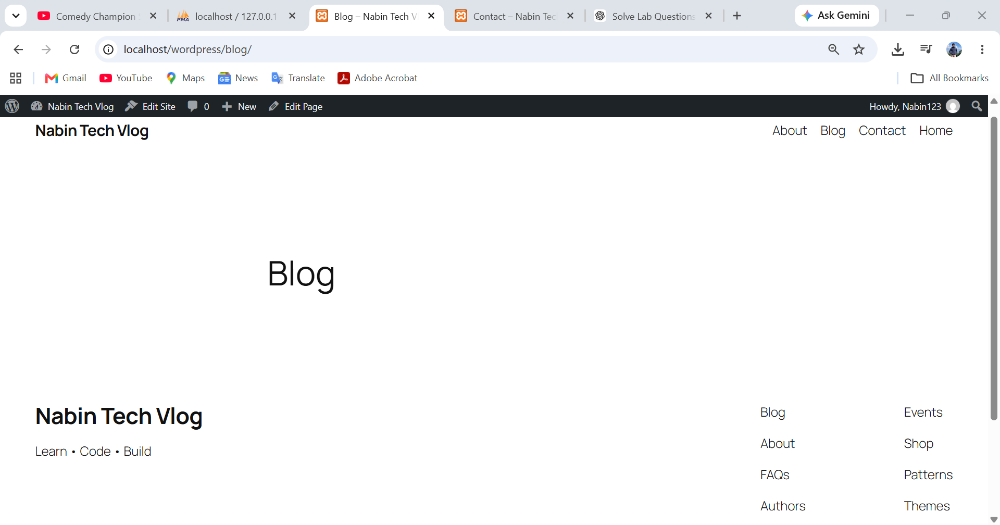 Comedy Champion
localhost / 127.0.0.1
Blog – Nabin Tech V
Contact – Nabin Tec
Solve Lab Questions
Ask Gemini
localhost/wordpress/blog/
Gmail
YouTube
Maps
News
Translate
Adobe Acrobat
All Bookmarks
Nabin Tech Vlog
Edit Site
0
New
Edit Page
Howdy, Nabin123
Nabin Tech Vlog
About
Blog
Contact
Home
Blog
Nabin Tech Vlog
Learn • Code • Build
Blog
About
FAQs
Authors
Events
Shop
Patterns
Themes